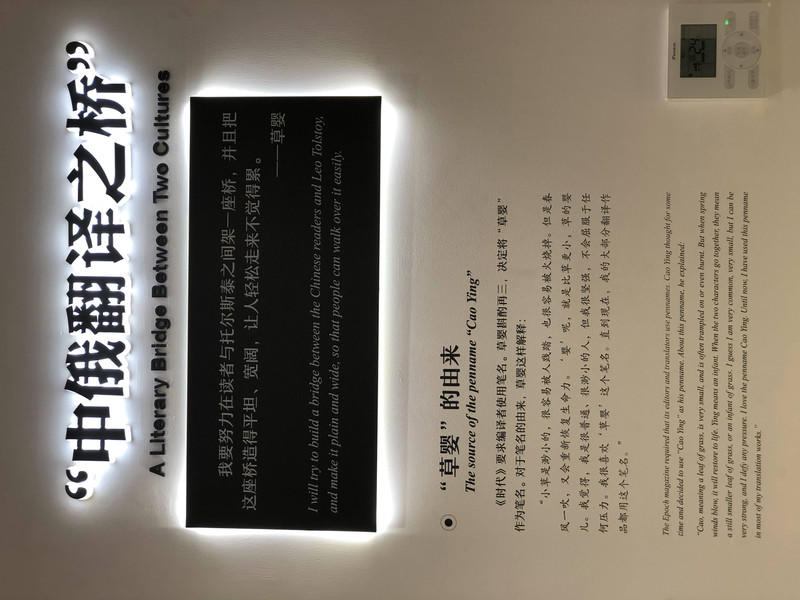 “中俄翻译之桥”
A Literary Bridge Between Two Cultures
我要努力在读者与托尔斯泰之间架一座桥，并且把
这座桥造得平坦、宽阔，让人轻松走来不觉得累。
——草婴
I will try to build a bridge between the Chinese readers and Leo Tolstoy,
and make it plain and wide, so that people can walk over it easily.
“草婴”的由来
The source of the penname “Cao Ying”
《时代》要求编译者使用笔名。草婴斟酌再三，决定将“草婴”
作为笔名。对于笔名的由来，草婴这样解释：
“小草是渺小的，很容易被人践踏，也很容易被火烧掉。但是春
风一吹，又会重新恢复生命力。‘婴’呢，就是比草更小，草的婴
儿。我觉得，我是很普通、很渺小的人，但我很坚强，不会屈服于任
何压力。我很喜欢‘草婴’这个笔名。直到现在，我的大部分翻译作
品都用这个笔名。”
The Epoch magazine required that its editors and translators use pennames. Cao Ying thought for some
time and decided to use “Cao Ying” as his penname. About this penname, he explained:
“Cao, meaning a leaf of grass, is very small, and is often trampled on or even burnt. But when spring
winds blow, it will restore to life. Ying means an infant. When the two characters go together, they mean
a still smaller leaf of grass, or an infant of grass. I guess I am very common, very small, but I can be
very strong, and I defy any pressure. I love the penname Cao Ying. Until now, I have used this penname
in most of my translation works.”